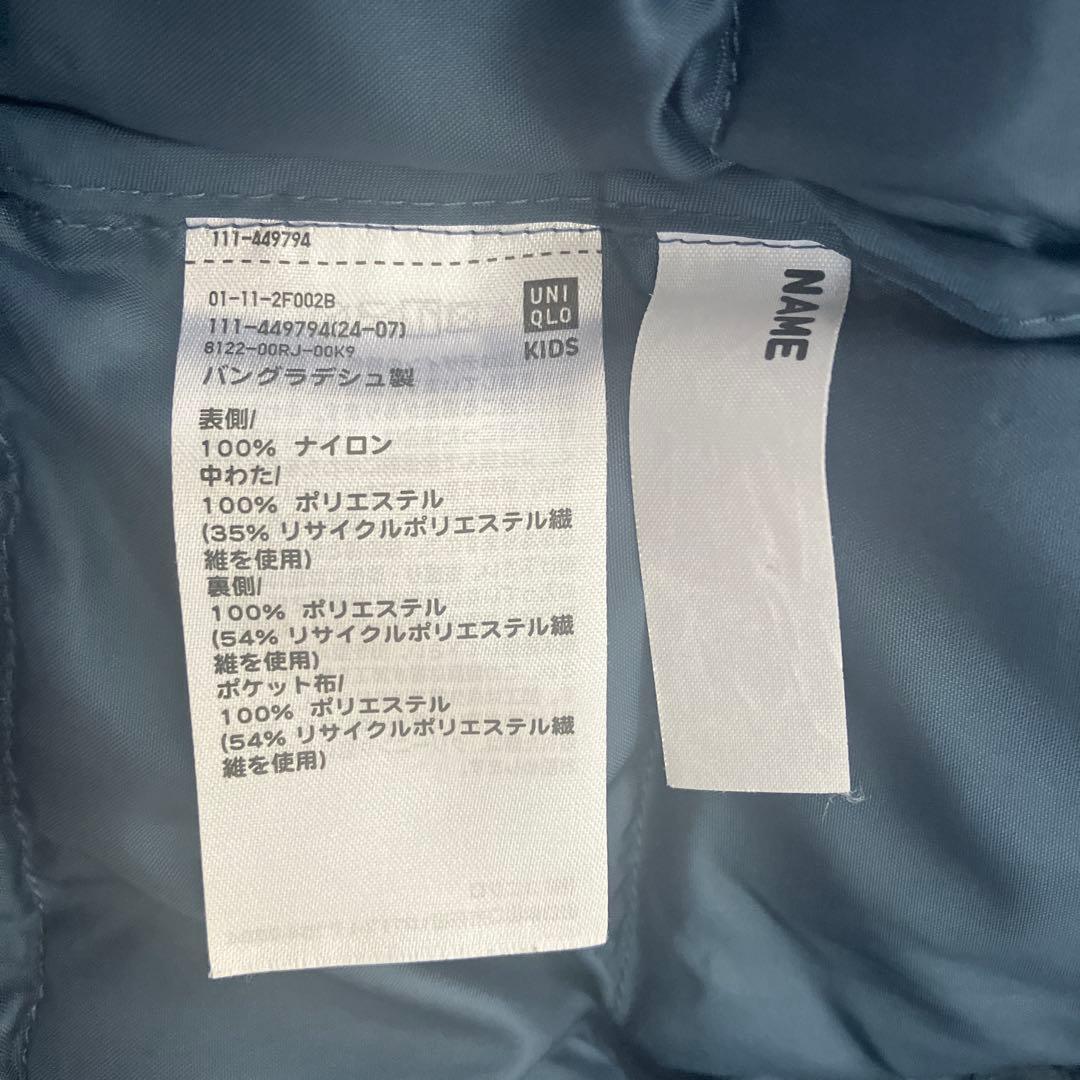 111-449794
01-11-2F002B
UNI
QLO
KIDS
111-449794(24-07)
8122-00RJ-00K9
バングラデシュ製
表側/
100% ナイロン
中わた/
100% ポリエステル
(35% リサイクルポリエステル繊
維を使用)
裏側/
100% ポリエステル
(54% リサイクルポリエステル繊
維を使用)
ポケット布/
100% ポリエステル
(54% リサイクルポリエステル繊
維を使用)
NAME